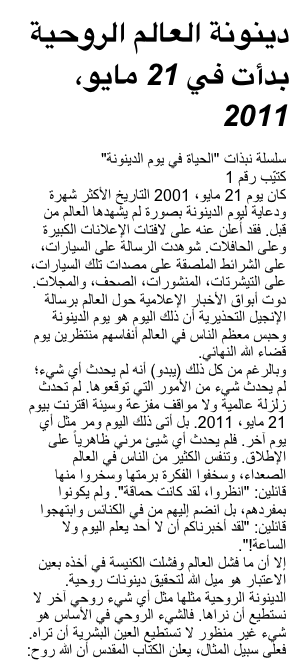 دينونة العالم الروحية
بدأت في 21 مايو،
2011
سلسلة نبذات "الحياة في يوم الدينونة"
كتيّب رقم 1
كان يوم 21 مايو، 2001 التاريخ الأكثر شهرة
ودعاية ليوم الدينونة بصورة لم يشهدها العالم من
قبل. فقد أُعلن عنه على لافتات الإعلانات الكبيرة
وعلى الحافلات. شوهدت الرسالة على السيارات،
على الشرائط الملصقة على مصدات تلك السيارات،
على التيشرتات، المنشورات، الصحف، والمجلات.
دوت أبواق الأخبار الإعلامية حول العالم برسالة
الإنجيل التحذيرية أن ذلك اليوم هو يوم الدينونة
وحبس معظم الناس في العالم أنفاسهم منتظرين يوم
قضاء الله النهائي.
وبالرغم من كل ذلك (يبدو) أنه لم يحدث أي شيء؛
لم يحدث شيء من الأمور التي توقعوها. لم تحدث
زلزلة عالمية ولا مواقف مفزعة وسيئة اقترنت بيوم
21 مايو، 2011. بل أتى ذلك اليوم ومر مثل أي
يوم آخر. فلم يحدث أي شيئ مرئي ظاهرياً على
الإطلاق. وتنفس الكثير من الناس في العالم
الصعداء، وسخفوا الفكرة برمتها وسخروا منها
قائلين: "انظروا، لقد كانت حماقة". ولم يكونوا
بمفردهم، بل انضم إليهم من في الكنائس وابتهجوا
قائلين: "لقد أخبرناكم أن لا أحد يعلم اليوم ولا
الساعة!".
إلا أن ما فشل العالم وفشلت الكنيسة في أخذه بعين
الاعتبار هو ميل الله لتحقيق دينونات روحية.
الدينونة الروحية مثلها مثل أي شيء روحي آخر لا
نستطيع أن نراها. فالشيء الروحي في الأساس هو
شيء غير منظور لا تستطيع العين البشرية أن تراه.
فعلى سبيل المثال، يعلن الكتاب المقدس أن الله روح: